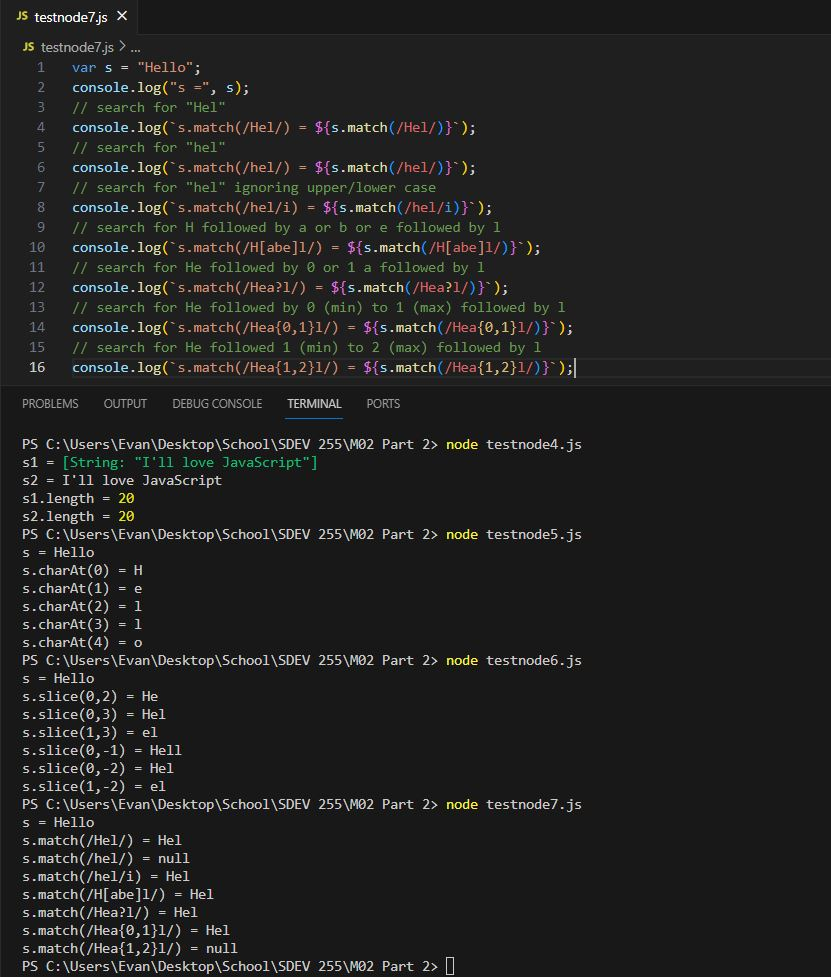 JS testnode7.js ✕
JS testnode7.js > ...
1 var s = "Hello";
2 console.log("s =", s);
3 // search for "Hel"
4 console.log(`s.match(/Hel/) = ${s.match(/Hel/)}`);
5 // search for "hel"
6 console.log(`s.match(/hel/) = ${s.match(/hel/)}`);
7 // search for "hel" ignoring upper/lower case
8 console.log(`s.match(/hel/i) = ${s.match(/hel/i)}`);
9 // search for H followed by a or b or e followed by l
10 console.log(`s.match(/H[abe]l/) = ${s.match(/H[abe]l/)}`);
11 // search for He followed by 0 or 1 a followed by l
12 console.log(`s.match(/Hea?l/) = ${s.match(/Hea?l/)}`);
13 // search for He followed by 0 (min) to 1 (max) followed by l
14 console.log(`s.match(/Hea{0,1}l/) = ${s.match(/Hea{0,1}l/)}`);
15 // search for He followed 1 (min) to 2 (max) followed by l
16 console.log(`s.match(/Hea{1,2}l/) = ${s.match(/Hea{1,2}l/)}`);
PROBLEMS OUTPUT DEBUG CONSOLE TERMINAL PORTS
PS C:\Users\Evan\Desktop\School\SDEV 255\M02 Part 2> node testnode4.js
s1 = [String: "I'll love JavaScript"]
s2 = I'll love JavaScript
s1.length = 20
s2.length = 20
PS C:\Users\Evan\Desktop\School\SDEV 255\M02 Part 2> node testnode5.js
s = Hello
s.charAt(0) = H
s.charAt(1) = e
s.charAt(2) = l
s.charAt(3) = l
s.charAt(4) = o
PS C:\Users\Evan\Desktop\School\SDEV 255\M02 Part 2> node testnode6.js
s = Hello
s.slice(0,2) = He
s.slice(0,3) = Hel
s.slice(1,3) = el
s.slice(0,-1) = Hell
s.slice(0,-2) = Hel
s.slice(1,-2) = el
PS C:\Users\Evan\Desktop\School\SDEV 255\M02 Part 2> node testnode7.js
s = Hello
s.match(/Hel/) = Hel
s.match(/hel/) = null
s.match(/hel/i) = Hel
s.match(/H[abe]l/) = Hel
s.match(/Hea?l/) = Hel
s.match(/Hea{0,1}l/) = Hel
s.match(/Hea{1,2}l/) = null
PS C:\Users\Evan\Desktop\School\SDEV 255\M02 Part 2>